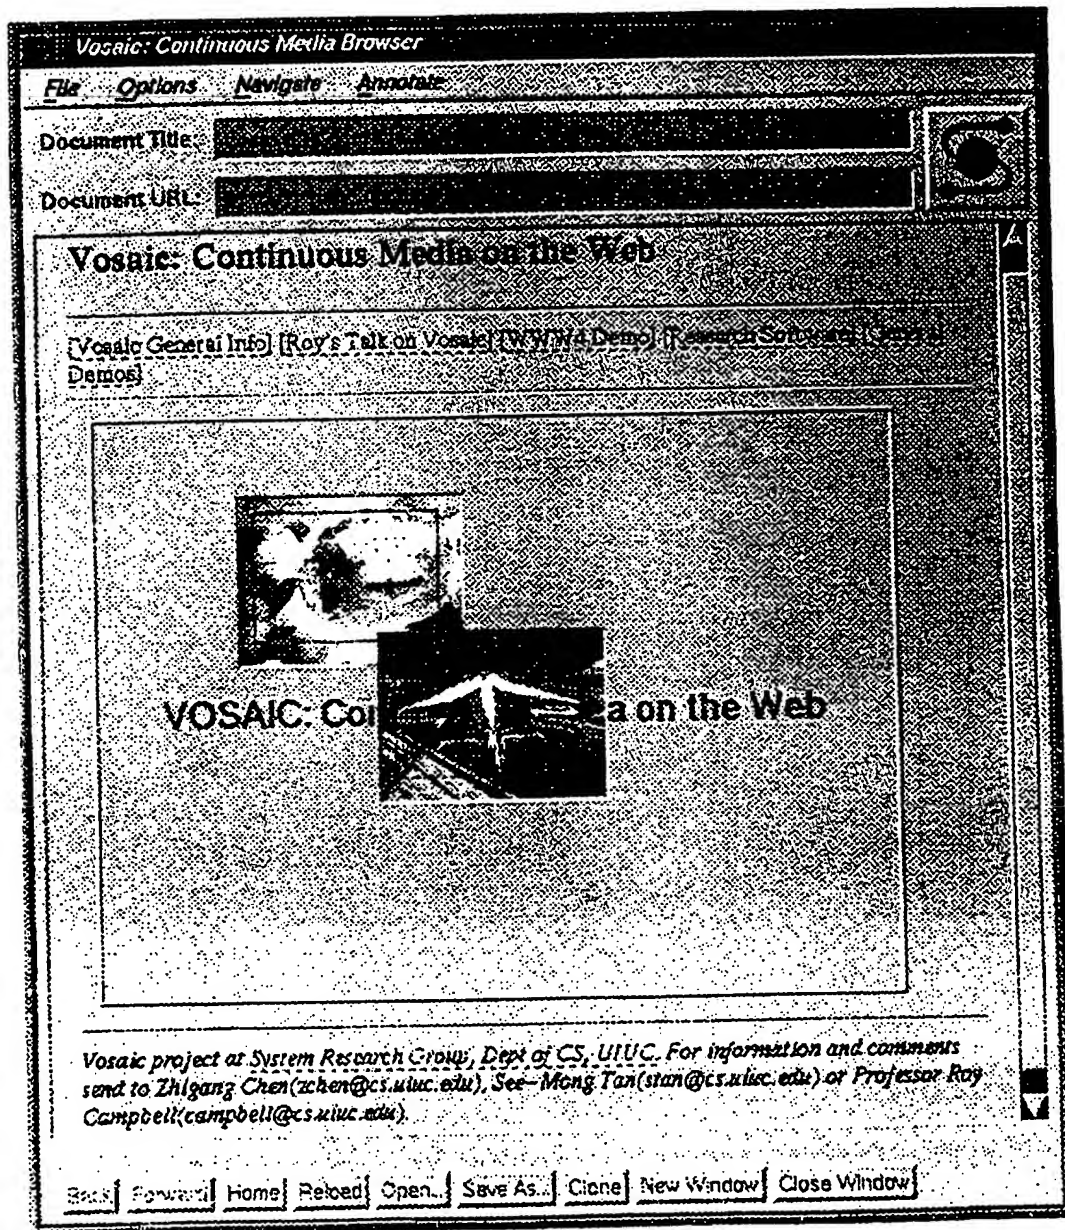 Vosaic: Continuous Media Browser
File Options Navigate Annotate
Document Title:
Document URL:
Vosaic: Continuous Media on the Web
[Vosaic General Info] [Roy's Talk on Vosaic] [WWW4 Demo] [Research Software] [
Demos]
VOSAIC: Con a on the Web
Vosaic project at System Research Group, Dept of CS, UIUC. For information and comments
send to Zhigang Chen(zchen@cs.uiuc.edu), See-Mong Tan(stan@cs.uiuc.edu) or Professor Roy
Campbell(campbell@cs.uiuc.edu).
Back Forward Home Reload Open... Save As... Clone New Window Close Window